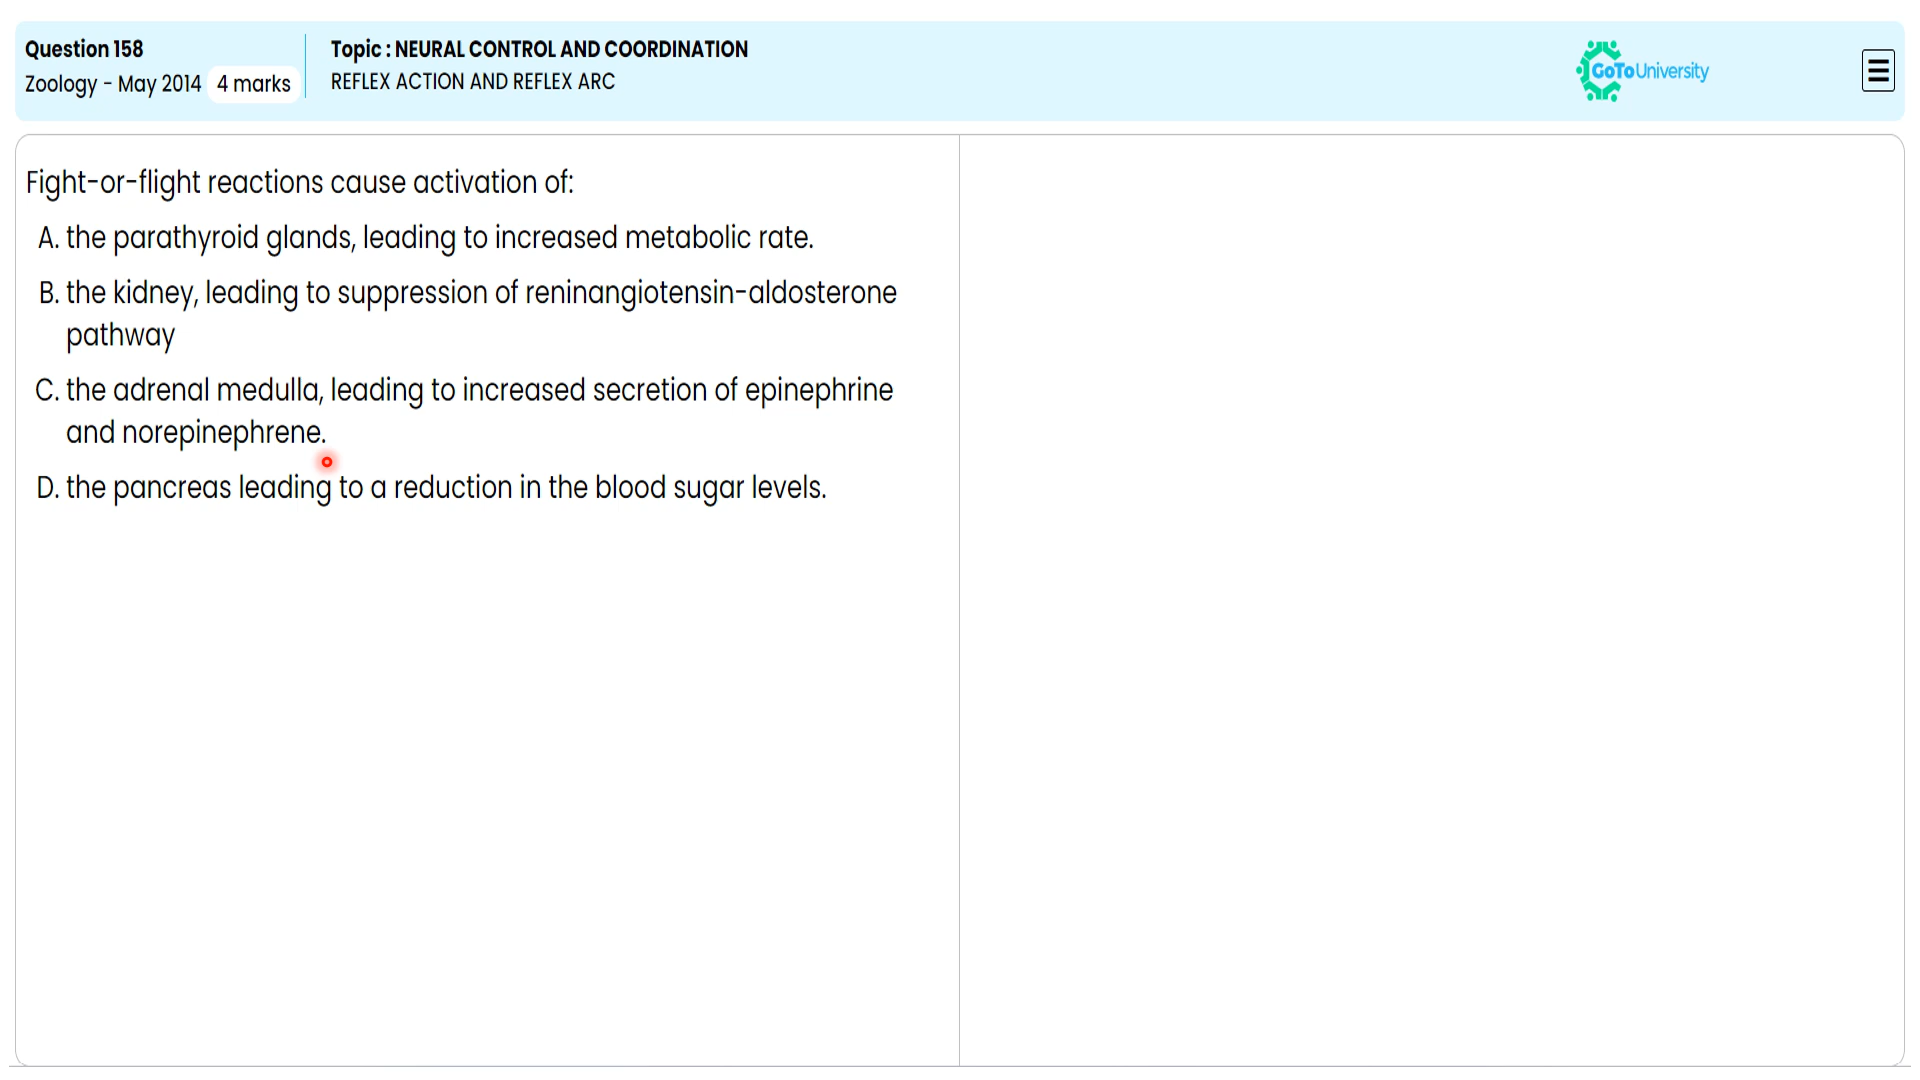 Question 158
Zoology - May 2014 4 marks
Topic : NEURAL CONTROL AND COORDINATION
REFLEX ACTION AND REFLEX ARC
GoToUniversity
Fight-or-flight reactions cause activation of:
A. the parathyroid glands, leading to increased metabolic rate.
B. the kidney, leading to suppression of reninangiotensin-aldosterone
pathway
C. the adrenal medulla, leading to increased secretion of epinephrine
and norepinephrene.
D. the pancreas leading to a reduction in the blood sugar levels.